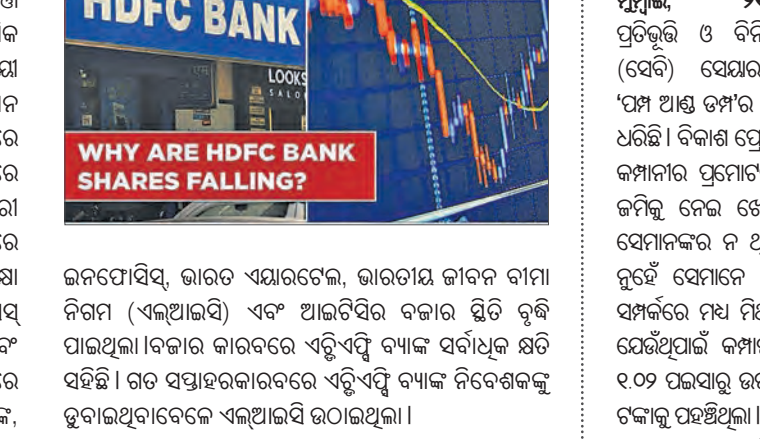 ଓ
ିକ
ୟୀ
ାନ
ରେ
ରେ
ରୀ
ରେ
କ୍ଷା
ସ୍
ବଂ
ରେ
ଙ୍କ,
HDFC BANK
LOOKS
SALO
WHY ARE HDFC BANK
SHARES FALLING?
ଇନଫୋସିସ୍, ଭାରତ ଏୟାରଟେଲ, ଭାରତୀୟ ଜୀବନ ବୀମା
ନିଗମ (ଏଲ୍‌ଆଇସି) ଏବଂ ଆଇଟିସିର ବଜାର ସ୍ଥିତି ବୃଦ୍ଧି
ପାଇଥିଲା ।ବଜାର କାରବରେ ଏଚ୍ଡିଏଫ୍ସି ବ୍ୟାଙ୍କ ସର୍ବାଧିକ କ୍ଷତି
ସହିଛି । ଗତ ସପ୍ତାହରକାରବରେ ଏଚ୍ଡିଏଫ୍ସି ବ୍ୟାଙ୍କ ନିବେଶକଙ୍କୁ
ଡୁବାଇଥିବାବେଳେ ଏଲ୍‌ଆଇସି ଉଠାଇଥିଲା ।
ମୁମ୍ବାଇ,
ପ୍ରତିଭୂତି ଓ ବିନି
(ସେବି) ସେୟାର
‘ପମ୍ପ ଆଣ୍ଡ ଡମ୍ପ’ର
ଧରିଛି । ବିକାଶ ପ୍ରୋ
କମ୍ପାନୀର ପ୍ରମୋଟ
ଜମିକୁ ନେଇ ଖେ
ସେମାନଙ୍କର ନ ଥି
ନୁହେଁ ସେମାନେ
ସମ୍ପର୍କରେ ମଧ୍ୟ ମି
ଯେଉଁଥିପାଇଁ କମ୍ପା
୧.୦୨ ପଇସାରୁ ଉ
ଟଙ୍କାକୁ ପହଞ୍ଚିଥିଲା ।